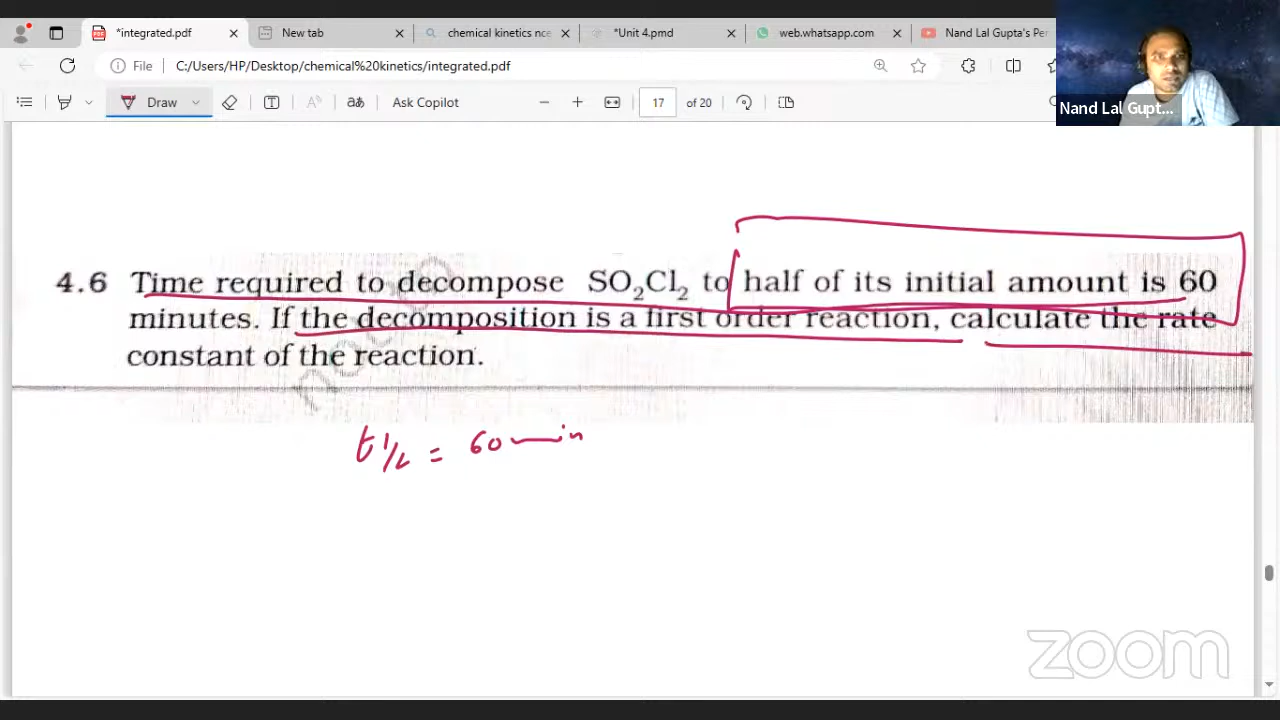 *integrated.pdf
New tab
chemical kinetics nce
*Unit 4.pmd
web.whatsapp.com
Nand Lal Gupta's Per
File
C:/Users/HP/Desktop/chemical%20kinetics/integrated.pdf
Draw
aあ
Ask Copilot
17 of 20
Nand Lal Gupt...
4.6 Time required to decompose SO₂Cl₂ to half of its initial amount is 60
minutes. If the decomposition is a first order reaction, calculate the rate
constant of the reaction.
t1/2 = 60 min
zoom